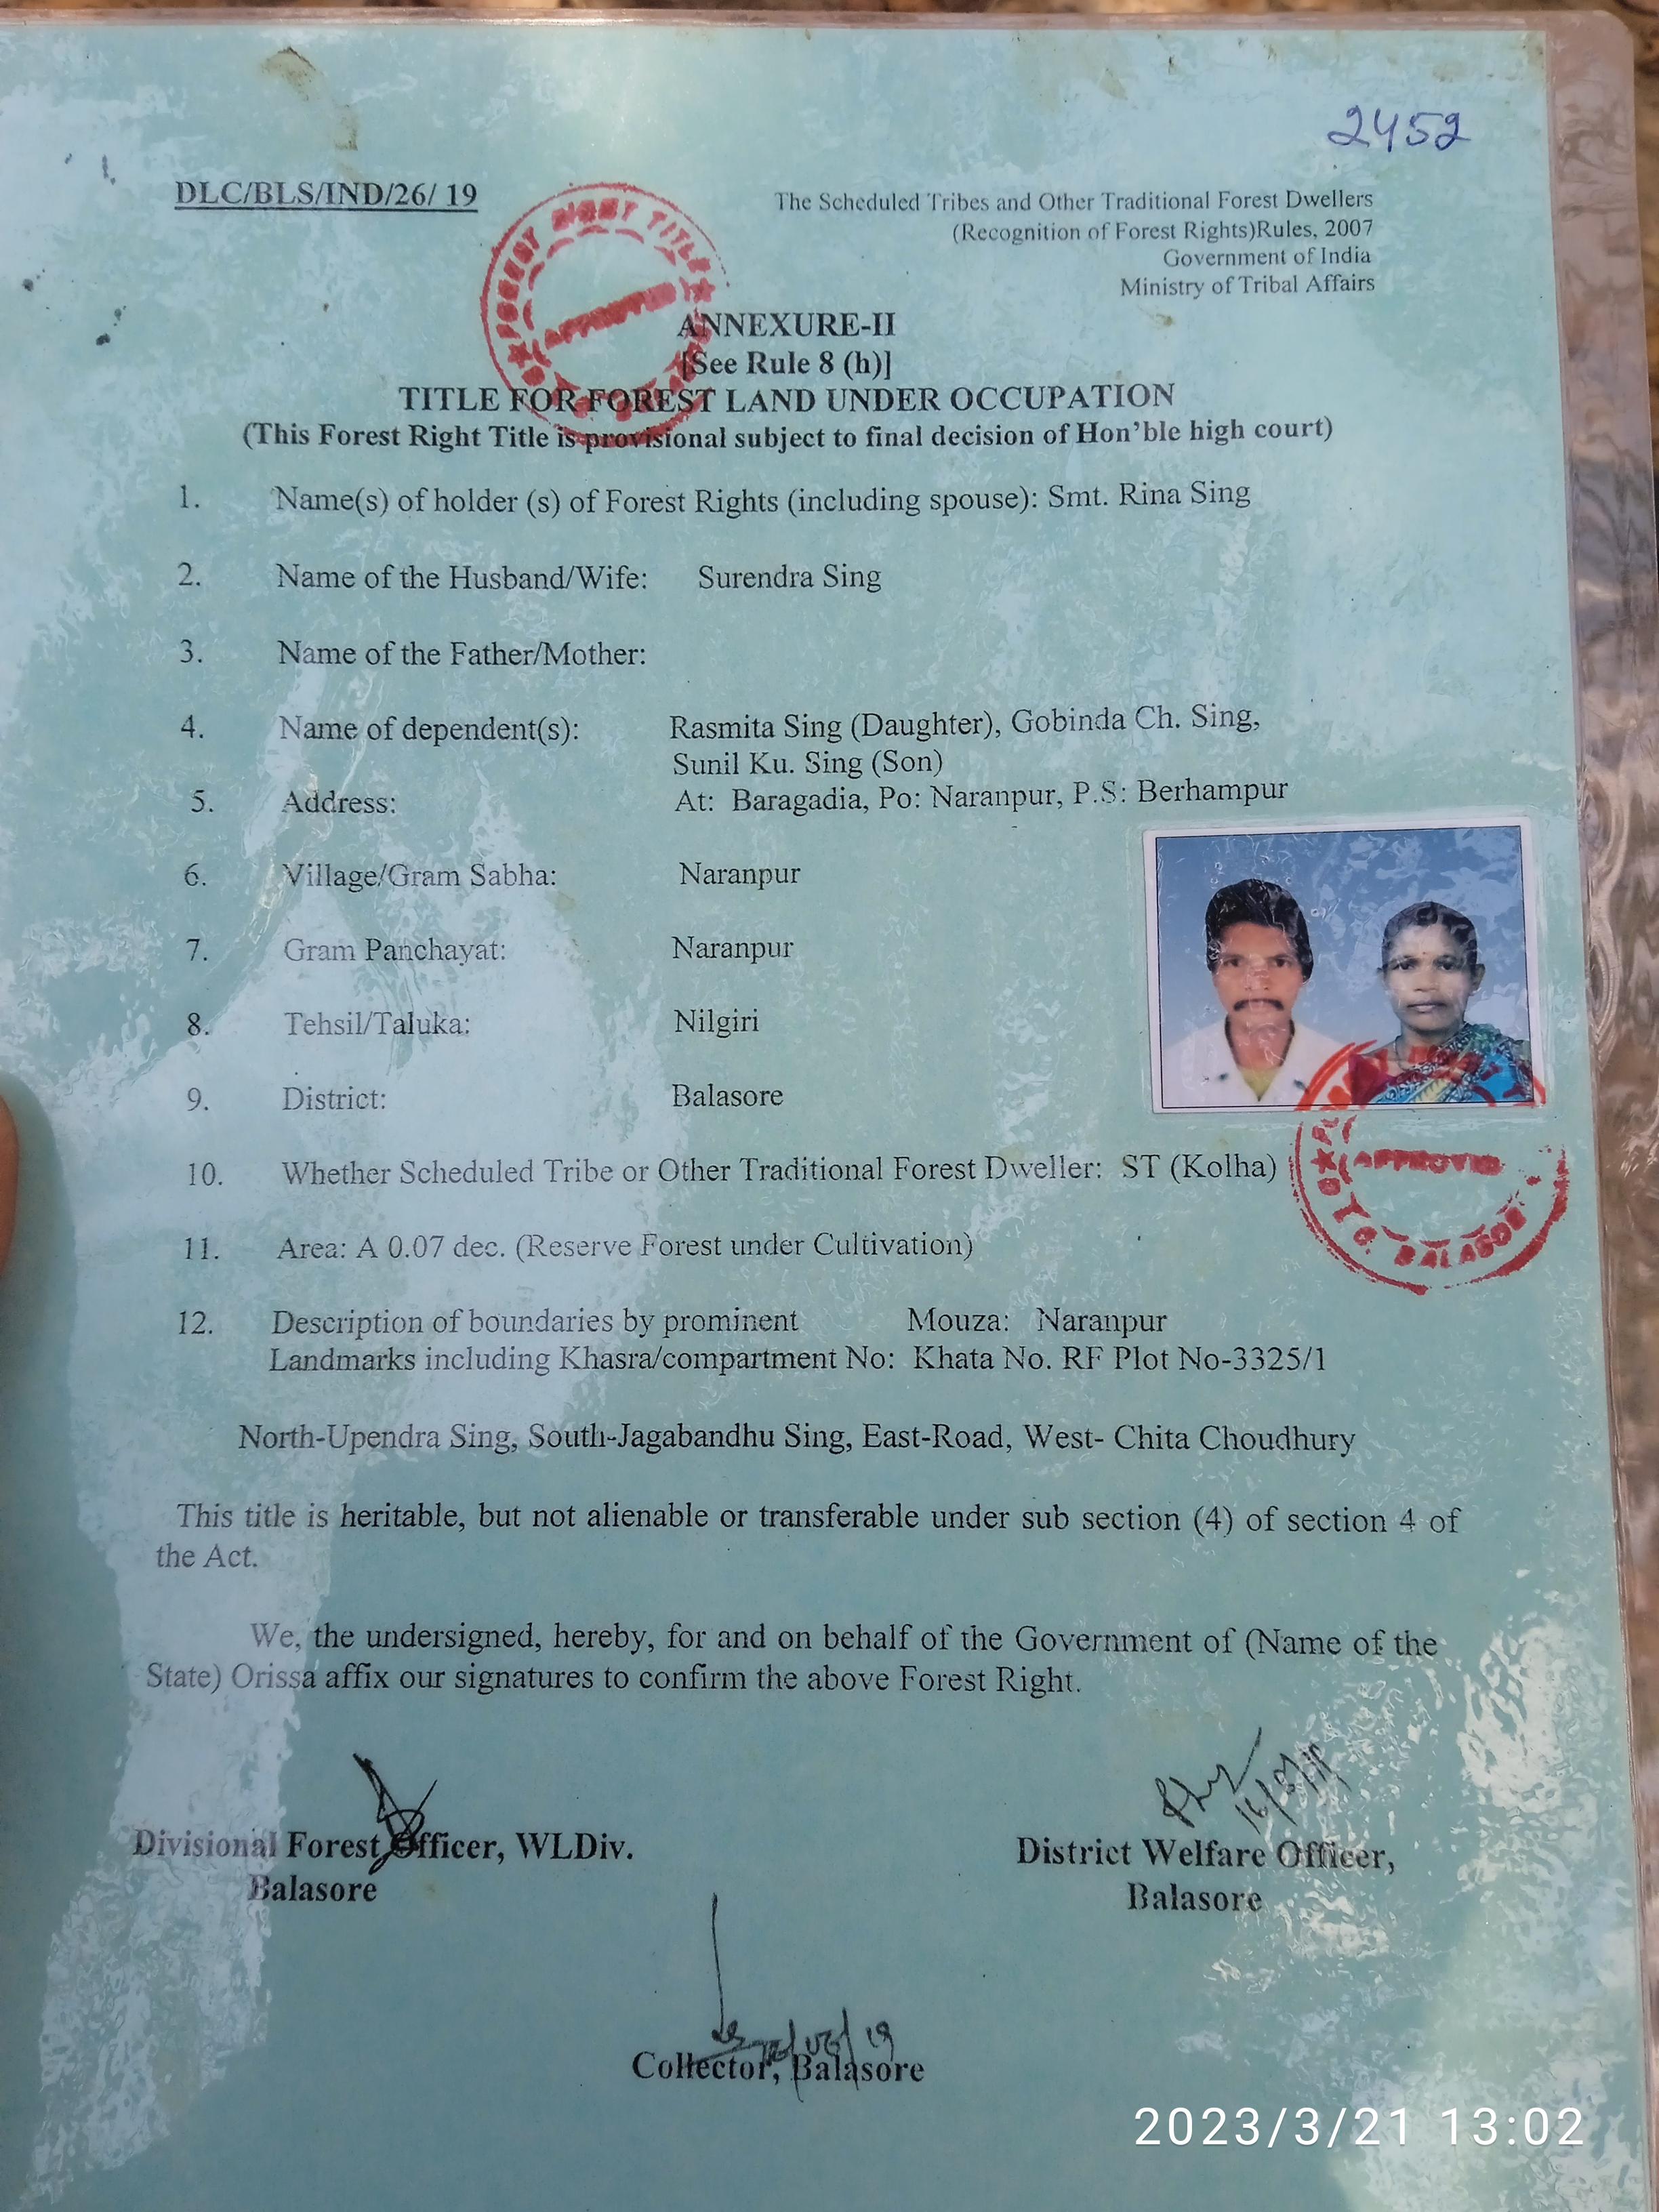 2452
DLC/BLS/IND/26/ 19
The Scheduled Tribes and Other Traditional Forest Dwellers
(Recognition of Forest Rights)Rules, 2007
Government of India
Ministry of Tribal Affairs
FOREST RIGHT TITLE
APPROVED
ANNEXURE-II
[See Rule 8 (h)]
TITLE FOR FOREST LAND UNDER OCCUPATION
(This Forest Right Title is provisional subject to final decision of Hon'ble high court)
1. Name(s) of holder (s) of Forest Rights (including spouse): Smt. Rina Sing
2. Name of the Husband/Wife: Surendra Sing
3. Name of the Father/Mother:
4. Name of dependent(s): Rasmita Sing (Daughter), Gobinda Ch. Sing,
Sunil Ku. Sing (Son)
5. Address: At: Baragadia, Po: Naranpur, P.S: Berhampur
6. Village/Gram Sabha: Naranpur
7. Gram Panchayat: Naranpur
8. Tehsil/Taluka: Nilgiri
9. District: Balasore
10. Whether Scheduled Tribe or Other Traditional Forest Dweller: ST (Kolha)
APPROVED
BALASORE
11. Area: A 0.07 dec. (Reserve Forest under Cultivation)
12. Description of boundaries by prominent Mouza: Naranpur
Landmarks including Khasra/compartment No: Khata No. RF Plot No-3325/1
North-Upendra Sing, South-Jagabandhu Sing, East-Road, West- Chita Choudhury
This title is heritable, but not alienable or transferable under sub section (4) of section 4 of
the Act.
We, the undersigned, hereby, for and on behalf of the Government of (Name of the
State) Orissa affix our signatures to confirm the above Forest Right.
Divisional Forest Officer, WLDiv.
Balasore
District Welfare Officer,
Balasore
Collector, Balasore
2023/3/21 13:02